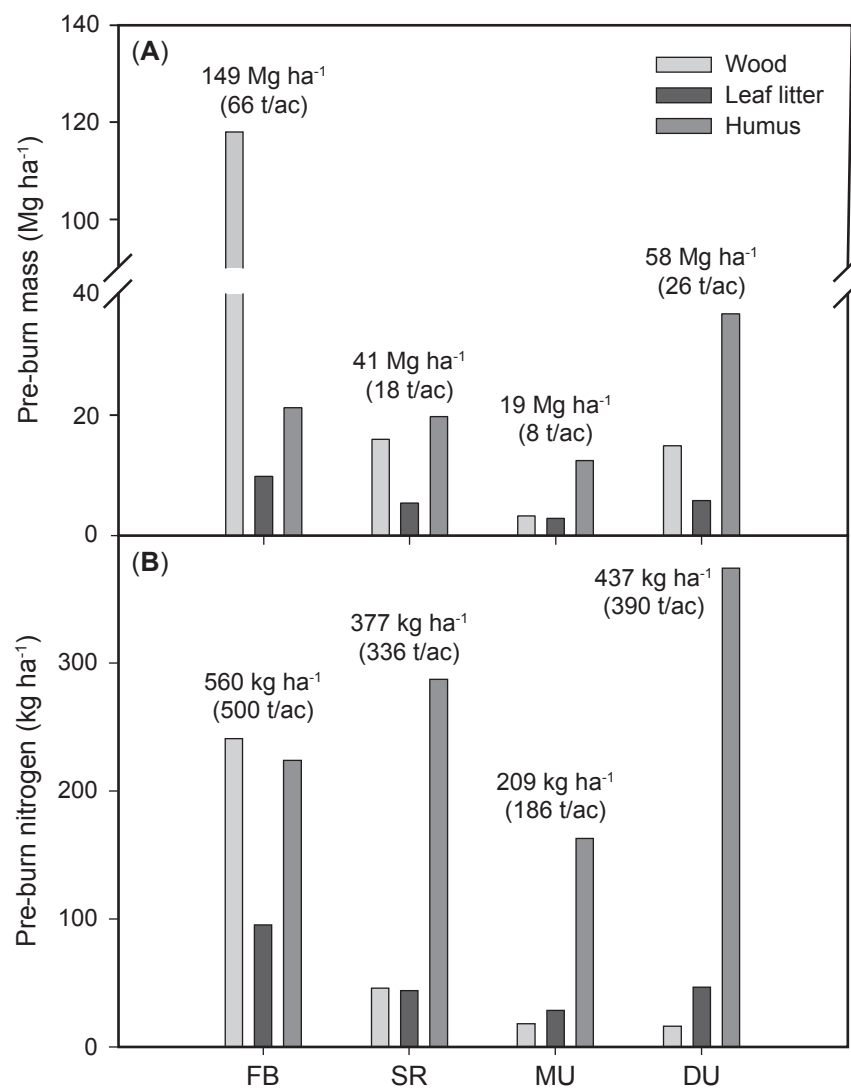 (A)
Wood
Leaf litter
Humus
149 Mg ha⁻¹
(66 t/ac)
41 Mg ha⁻¹
(18 t/ac)
19 Mg ha⁻¹
(8 t/ac)
58 Mg ha⁻¹
(26 t/ac)
Pre-burn mass (Mg ha⁻¹)
140
120
100
40
20
0
(B)
560 kg ha⁻¹
(500 t/ac)
377 kg ha⁻¹
(336 t/ac)
209 kg ha⁻¹
(186 t/ac)
437 kg ha⁻¹
(390 t/ac)
Pre-burn nitrogen (kg ha⁻¹)
300
200
100
0
FB SR MU DU